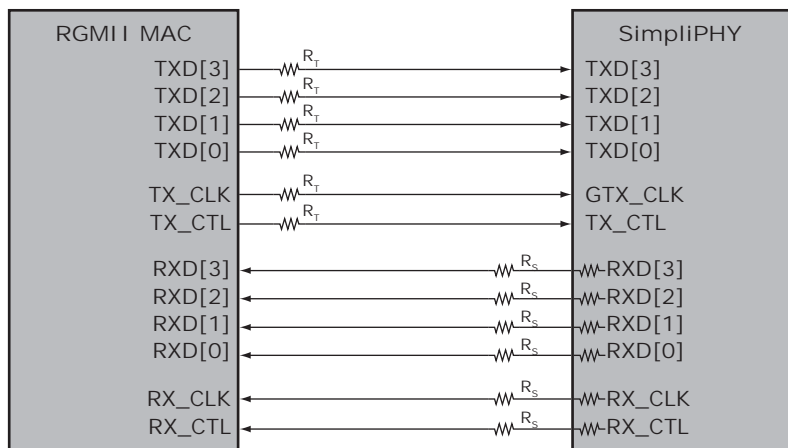 RGMII MAC SimpliPHY
TXD[3] R_T TXD[3]
TXD[2] R_T TXD[2]
TXD[1] R_T TXD[1]
TXD[0] R_T TXD[0]
TX_CLK R_T GTX_CLK
TX_CTL R_T TX_CTL
RXD[3] R_S RXD[3]
RXD[2] R_S RXD[2]
RXD[1] R_S RXD[1]
RXD[0] R_S RXD[0]
RX_CLK R_S RX_CLK
RX_CTL R_S RX_CTL